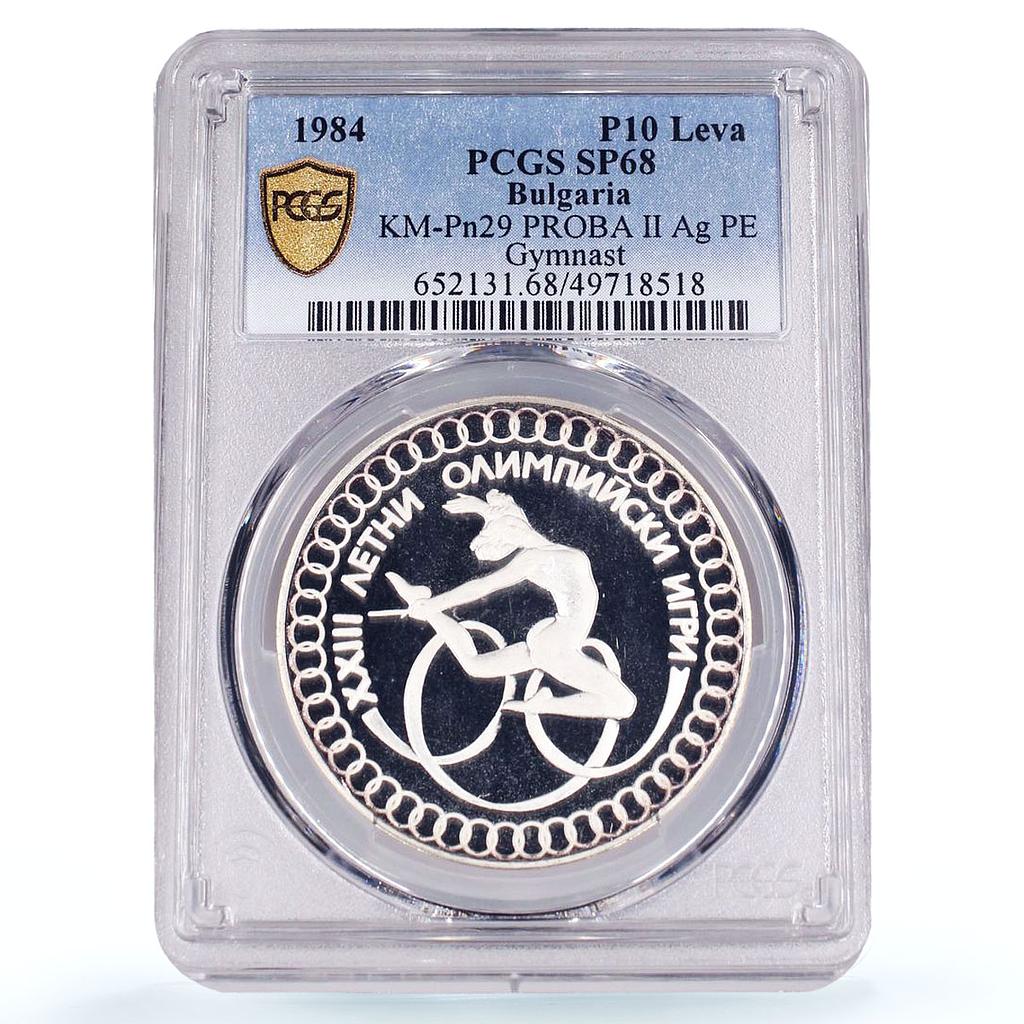 1984 P10 Leva
PCGS SP68
Bulgaria
PCGS
KM-Pn29 PROBA II Ag PE
Gymnast
652131.68/49718518
XXIII ЛЕТНИ ОЛИМПИЙСКИ ИГРИ
PCGS